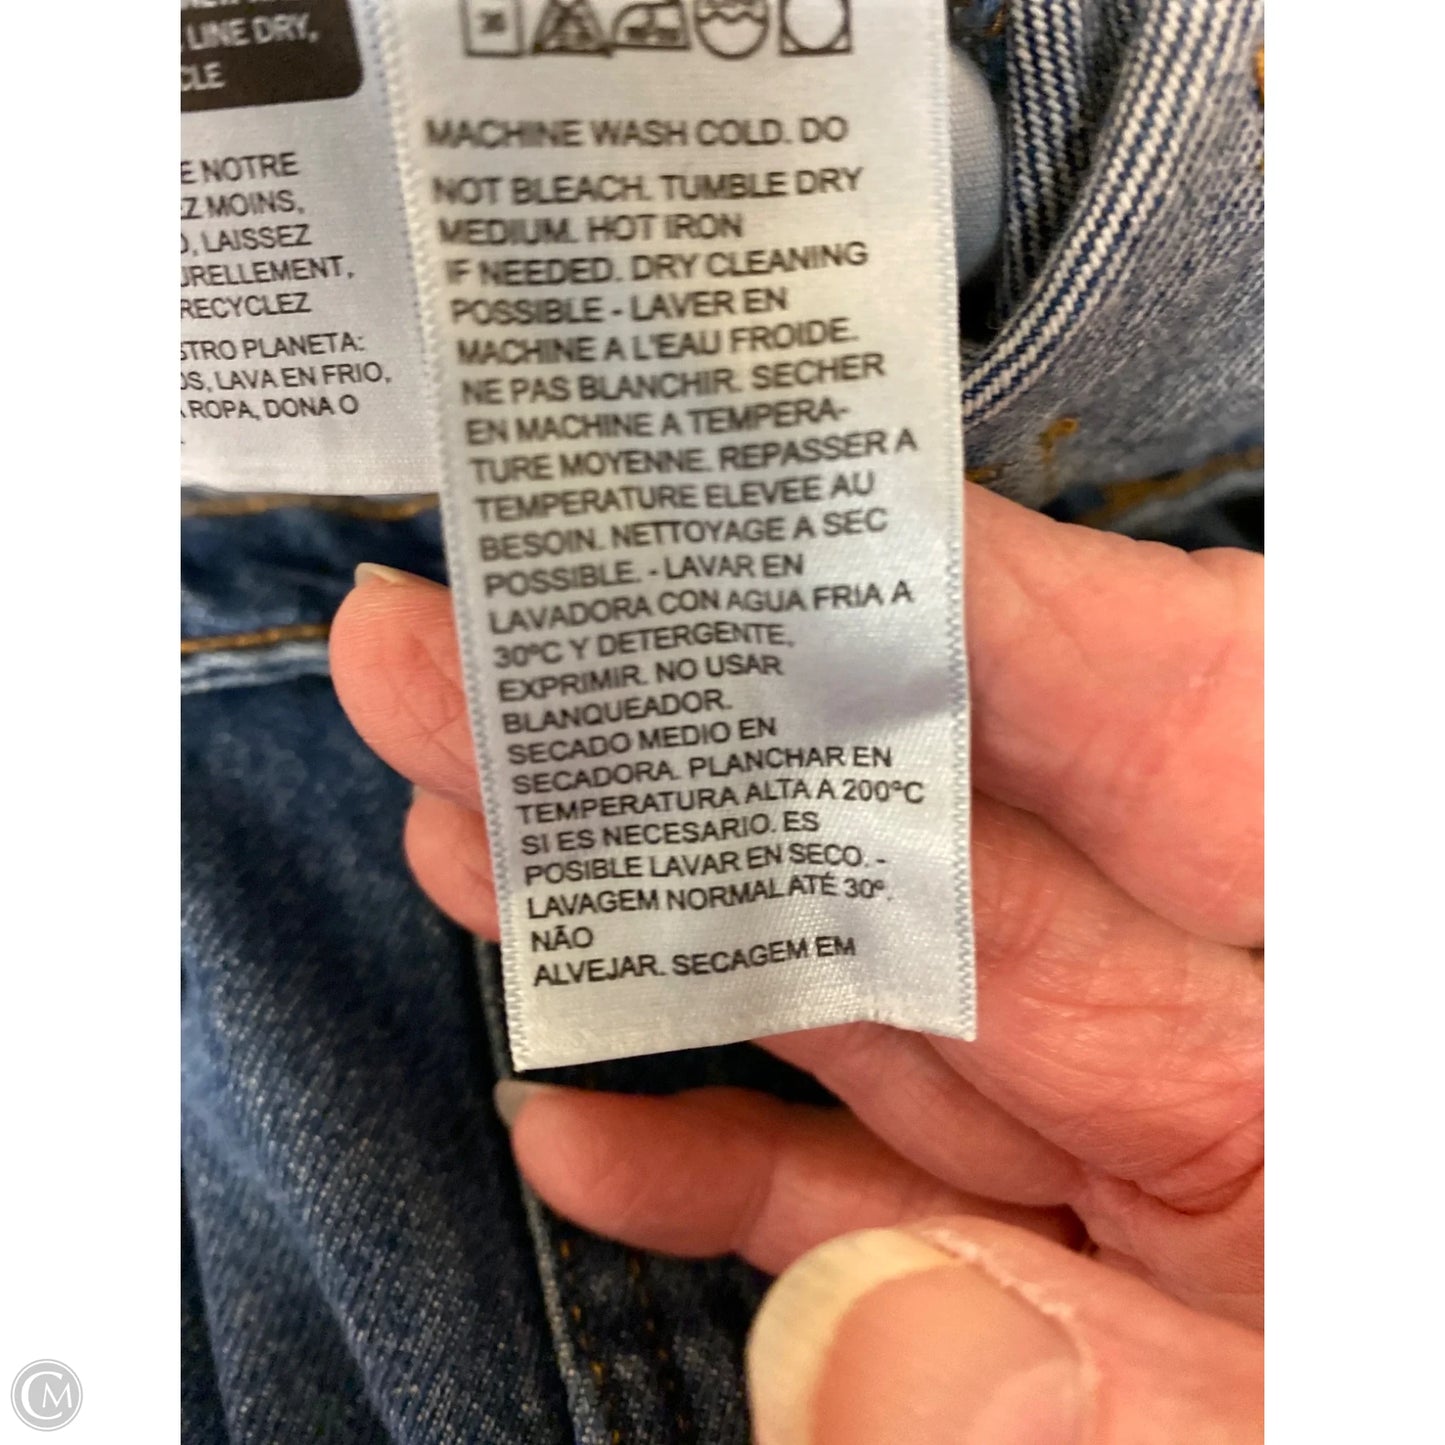 LINE DRY,
CLE
E NOTRE
Z MOINS,
, LAISSEZ
URELLEMENT,
RECYCLEZ
STRO PLANETA:
OS, LAVA EN FRIO,
A ROPA, DONA O
MACHINE WASH COLD. DO
NOT BLEACH. TUMBLE DRY
MEDIUM. HOT IRON
IF NEEDED. DRY CLEANING
POSSIBLE - LAVER EN
MACHINE A L'EAU FROIDE.
NE PAS BLANCHIR. SECHER
EN MACHINE A TEMPERA-
TURE MOYENNE. REPASSER A
TEMPERATURE ELEVEE AU
BESOIN. NETTOYAGE A SEC
POSSIBLE. - LAVAR EN
LAVADORA CON AGUA FRIA A
30ºC Y DETERGENTE,
EXPRIMIR. NO USAR
BLANQUEADOR.
SECADO MEDIO EN
SECADORA. PLANCHAR EN
TEMPERATURA ALTA A 200ºC
SI ES NECESARIO. ES
POSIBLE LAVAR EN SECO. -
LAVAGEM NORMAL ATÉ 30º.
NÃO
ALVEJAR. SECAGEM EM
CM